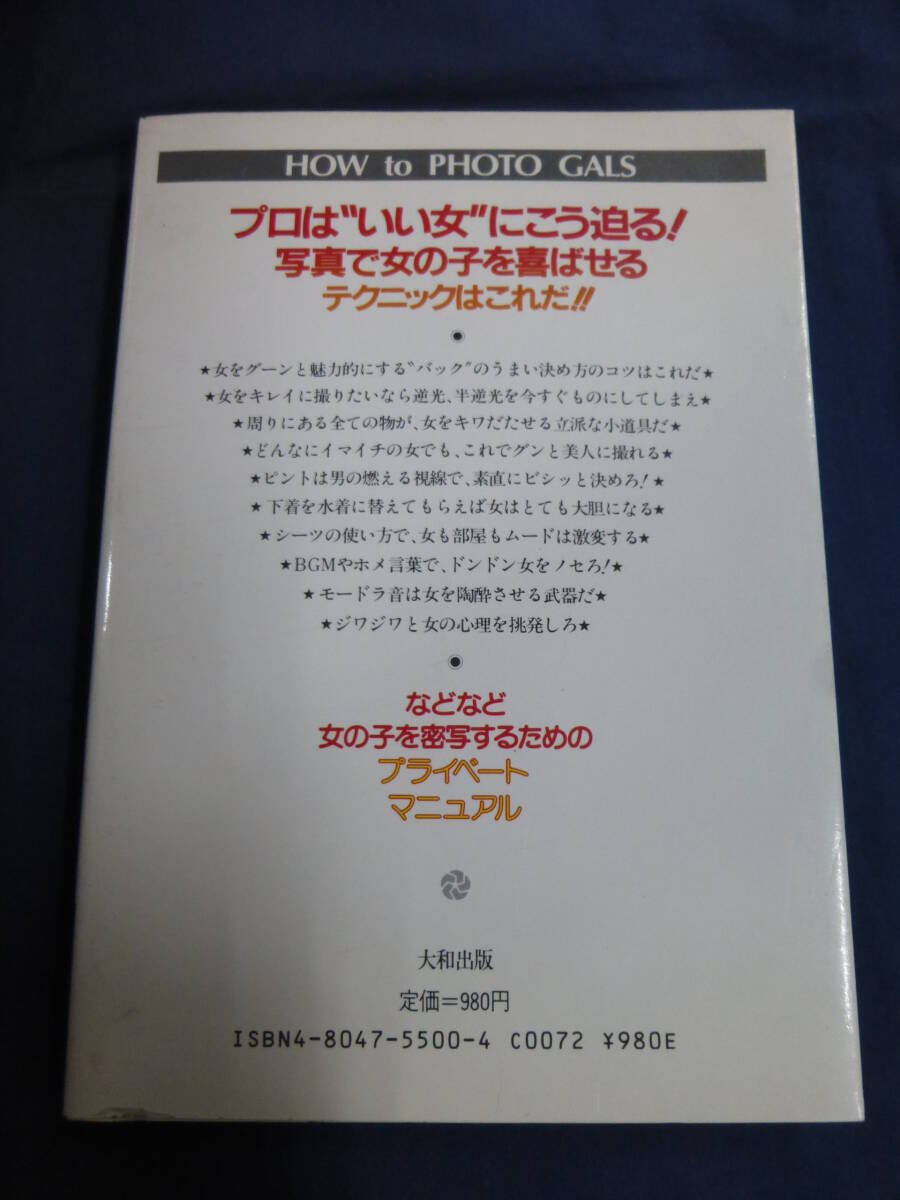 HOW to PHOTO GALS
プロは“いい女”にこう迫る!
写真で女の子を喜ばせる
テクニックはこれだ!!
★女をグーンと魅力的にする“バック”のうまい決め方のコツはこれだ★
★女をキレイに撮りたいなら逆光、半逆光を今すぐものにしてしまえ★
★周りにある全ての物が、女をキワだたせる立派な小道具だ★
★どんなにイマイチの女でも、これでグンと美人に撮れる★
★ピントは男の燃える視線で、素直にビシッと決めろ!★
★下着を水着に替えてもらえば女はとても大胆になる★
★シーツの使い方で、女も部屋もムードは激変する★
★BGMやホメ言葉で、ドンドン女をノセろ!★
★モードラ音は女を陶酔させる武器だ★
★ジワジワと女の心理を挑発しろ★
などなど
女の子を密写するための
プライベート
マニュアル
大和出版
定価=980円
ISBN4-8047-5500-4 C0072 ¥980E